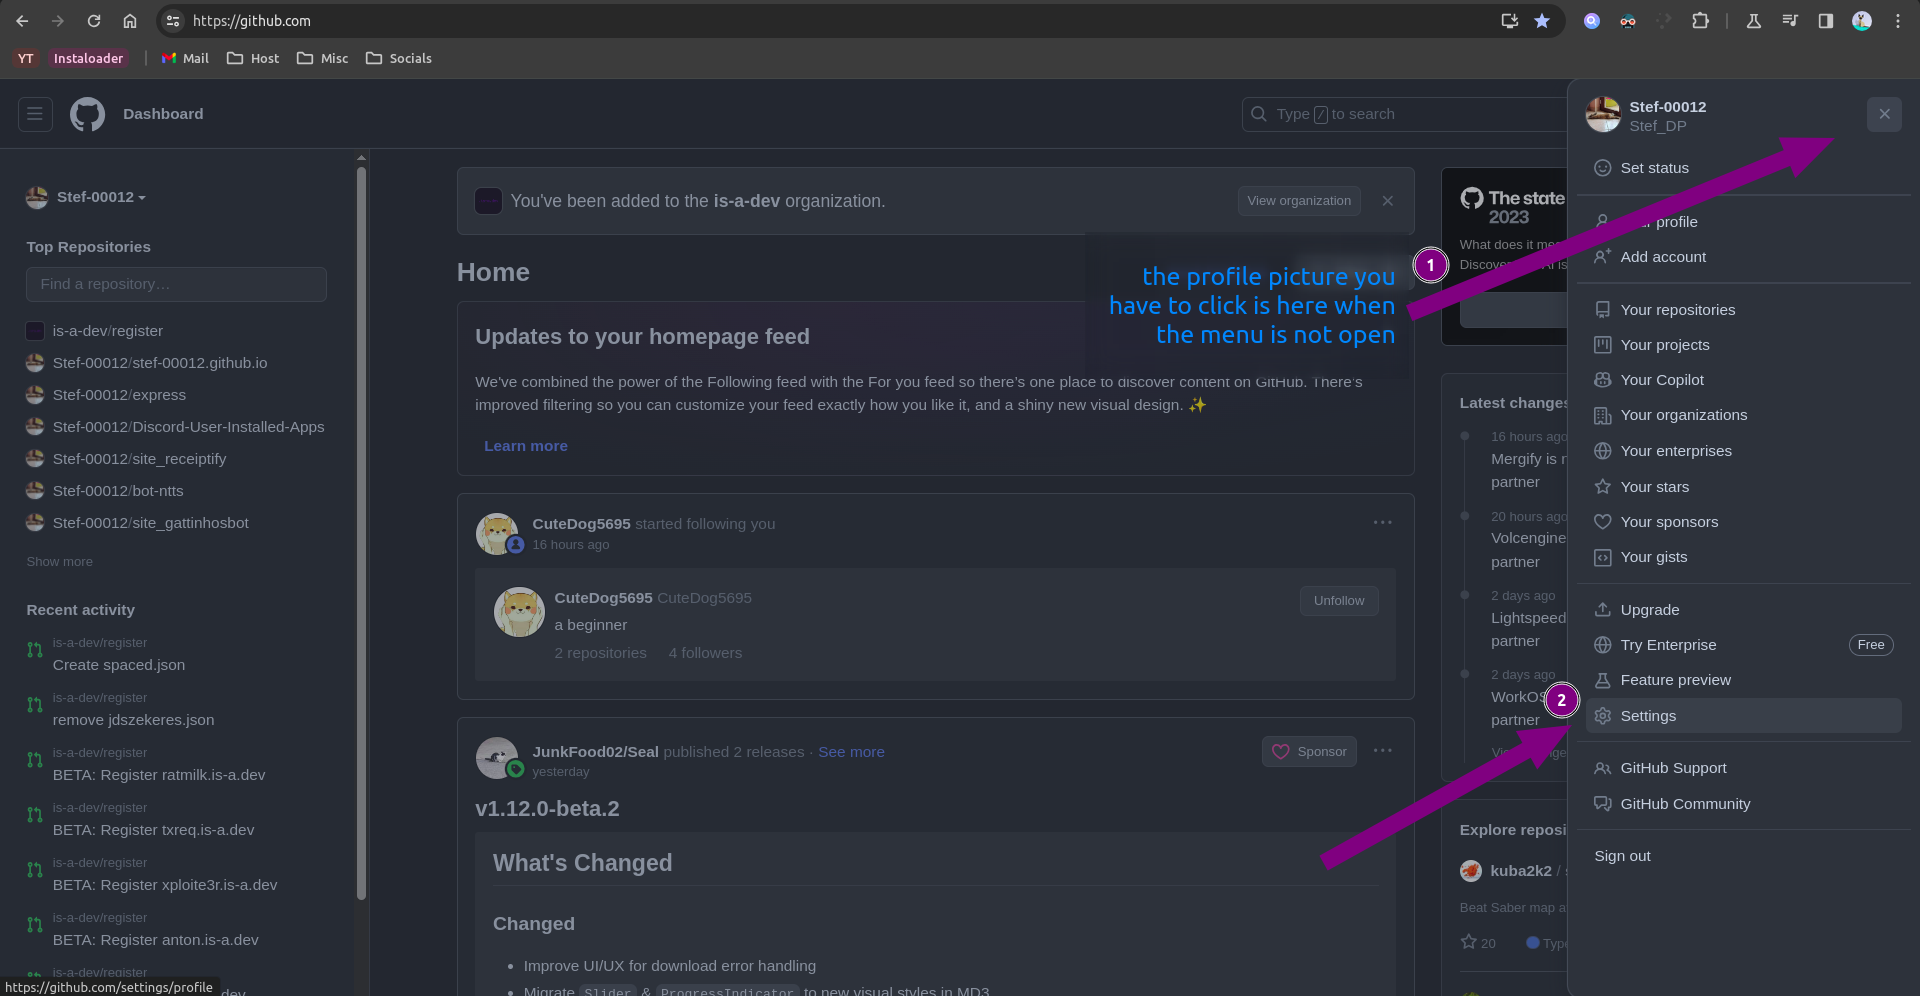 https://github.com
YT
Instaloader
Mail
Host
Misc
Socials
Dashboard
Type / to search
Stef-00012
Top Repositories
Find a repository…
is-a-dev/register
Stef-00012/stef-00012.github.io
Stef-00012/express
Stef-00012/Discord-User-Installed-Apps
Stef-00012/site_receiptify
Stef-00012/bot-ntts
Stef-00012/site_gattinhosbot
Show more
Recent activity
is-a-dev/register
Create spaced.json
is-a-dev/register
remove jdszekeres.json
is-a-dev/register
BETA: Register ratmilk.is-a.dev
is-a-dev/register
BETA: Register txreq.is-a.dev
is-a-dev/register
BETA: Register xploite3r.is-a.dev
is-a-dev/register
BETA: Register anton.is-a.dev
is-a-dev/register
https://github.com/settings/profile
You've been added to the is-a-dev organization.
View organization
Home
1
the profile picture you
have to click is here when
the menu is not open
Updates to your homepage feed
We've combined the power of the Following feed with the For you feed so there's one place to discover content on GitHub. There's
improved filtering so you can customize your feed exactly how you like it, and a shiny new visual design. ✨
Learn more
CuteDog5695 started following you
16 hours ago
CuteDog5695 CuteDog5695
a beginner
2 repositories 4 followers
Unfollow
JunkFood02/Seal published 2 releases · See more
yesterday
Sponsor
v1.12.0-beta.2
What's Changed
Changed
• Improve UI/UX for download error handling
• Migrate Slider & ProgressIndicator to new visual styles in MD3
The state
2023
What does it
Discover
Latest changes
16 hours ago
Mergify is
partner
20 hours ago
Volcengine
partner
2 days ago
Lightspeed
partner
2 days ago
WorkOS
partner
Explore
kuba2k2 /
Beat Saber map
20
Type
Stef-00012
Stef_DP
Set status
profile
Add account
Your repositories
Your projects
Your Copilot
Your organizations
Your enterprises
Your stars
Your sponsors
Your gists
Upgrade
Try Enterprise
Free
Feature preview
2
Settings
GitHub Support
GitHub Community
Sign out